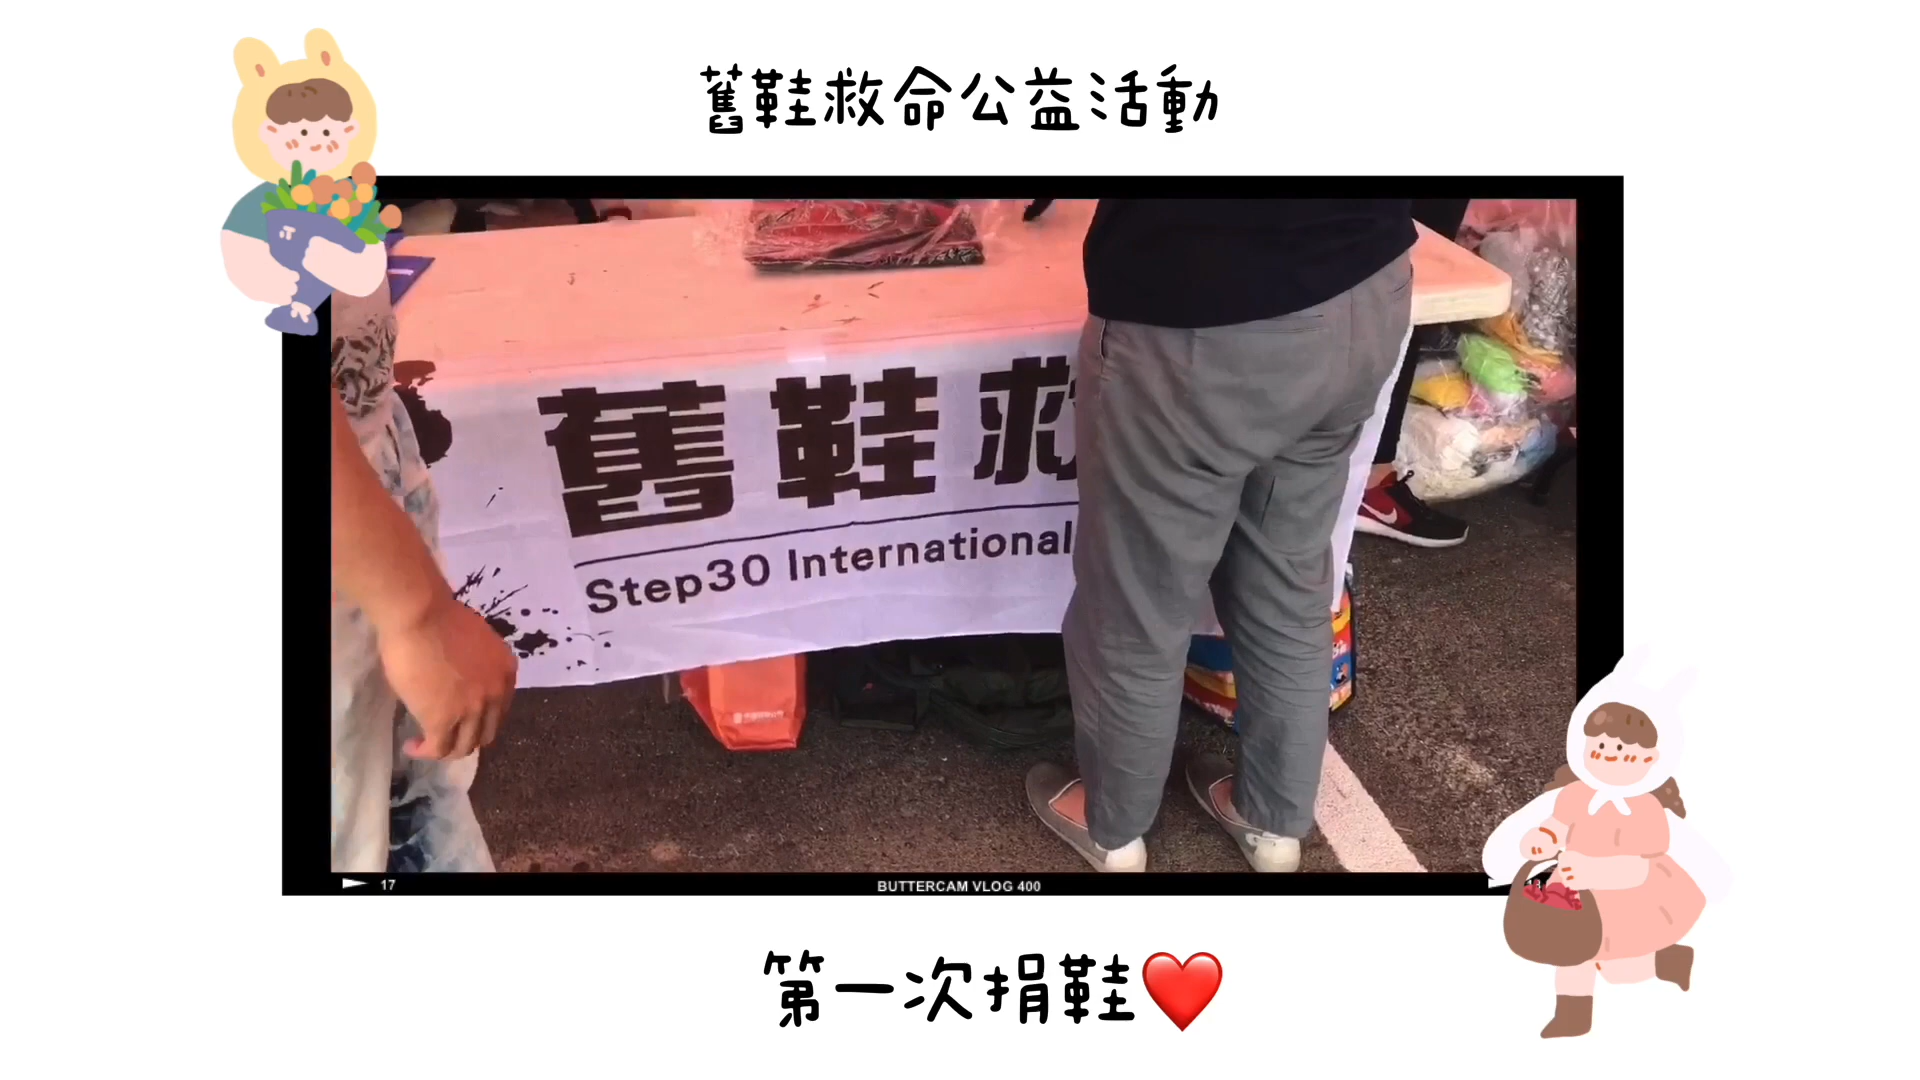 舊鞋救命公益活動
舊鞋救
Step30 International
17
BUTTERCAM VLOG 400
第一次捐鞋❤️